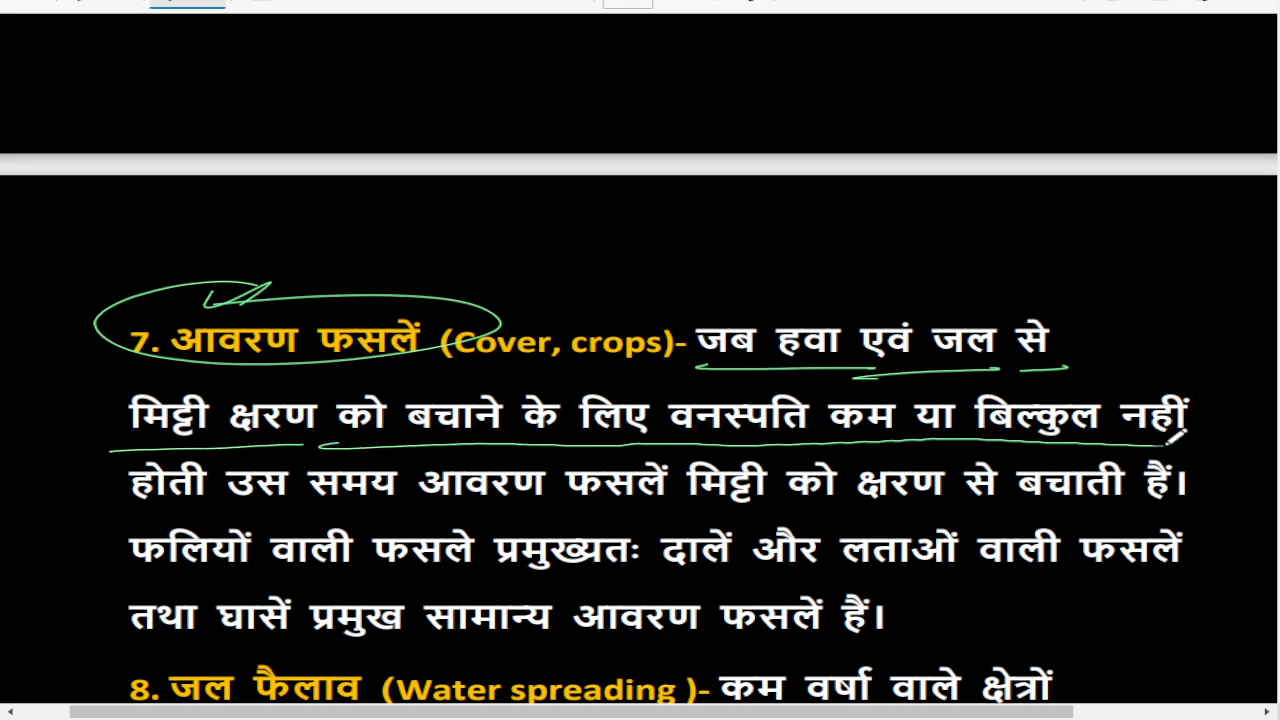 7. आवरण फसलें (Cover, crops)- जब हवा एवं जल से
मिट्टी क्षरण को बचाने के लिए वनस्पति कम या बिल्कुल नहीं
होती उस समय आवरण फसलें मिट्टी को क्षरण से बचाती हैं।
फलियों वाली फसले प्रमुख्यतः दालें और लताओं वाली फसलें
तथा घासें प्रमुख सामान्य आवरण फसलें हैं।
8. जल फैलाव (Water spreading )- कम वर्षा वाले क्षेत्रों